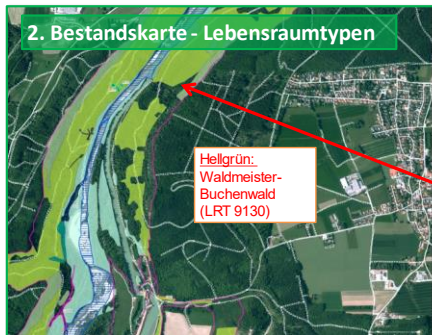 2. Bestandskarte - Lebensraumtypen
Hellgrün:
Waldmeister-
Buchenwald
(LRT 9130)